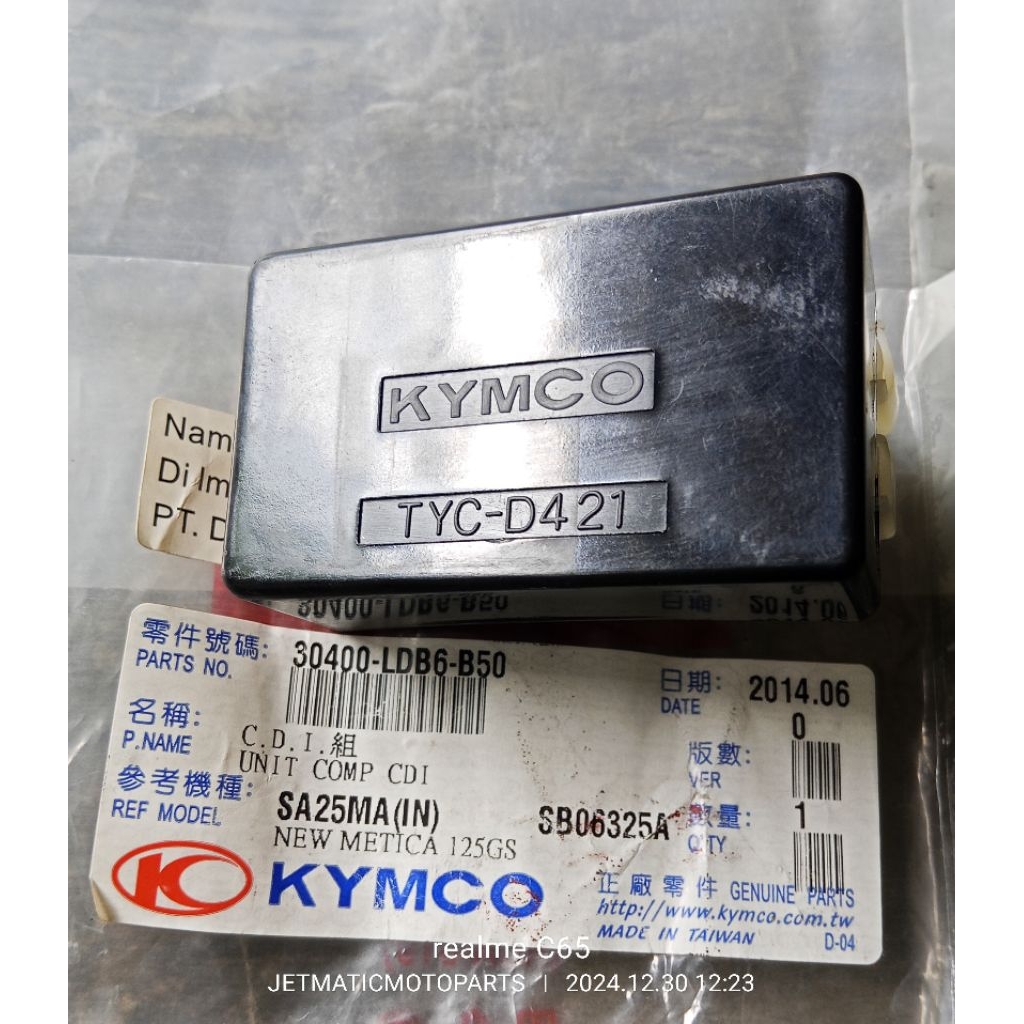 KYMCO
TYC-D421
Nam
Di Im
PT. D
30400-LDB6-B50
日期: 2014.06
零件號碼: 30400-LDB6-B50
PARTS NO.
日期: 2014.06
DATE
0
名稱: C.D.I.組
P.NAME UNIT COMP CDI
版數:
VER
參考機種: SA25MA(IN) SB06325A
REF MODEL NEW METICA 125GS
數量: 1
Q'TY
KYMCO
正廠零件 GENUINE PARTS
http://www.kymco.com.tw
MADE IN TAIWAN D-04
realme C65
JETMATICMOTOPARTS | 2024.12.30 12:23